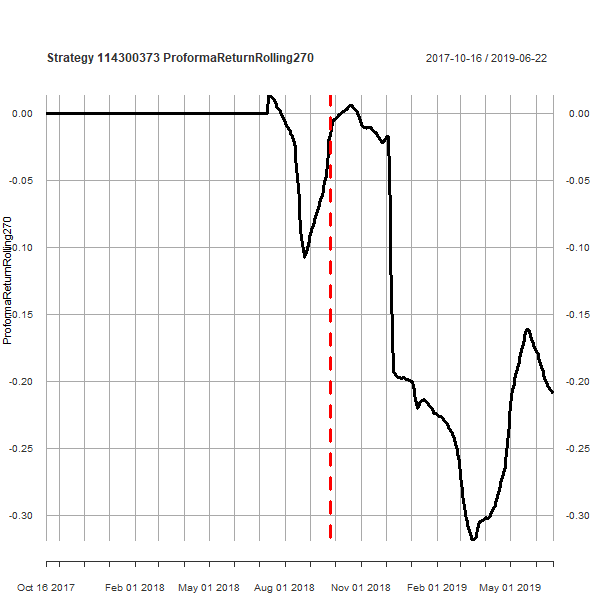 Strategy 114300373 ProformaReturnRolling270
2017-10-16 / 2019-06-22
ProformaReturnRolling270
0.00 0.00
-0.05 -0.05
-0.10 -0.10
-0.15 -0.15
-0.20 -0.20
-0.25 -0.25
-0.30 -0.30
Oct 16 2017 Feb 01 2018 May 01 2018 Aug 01 2018 Nov 01 2018 Feb 01 2019 May 01 2019